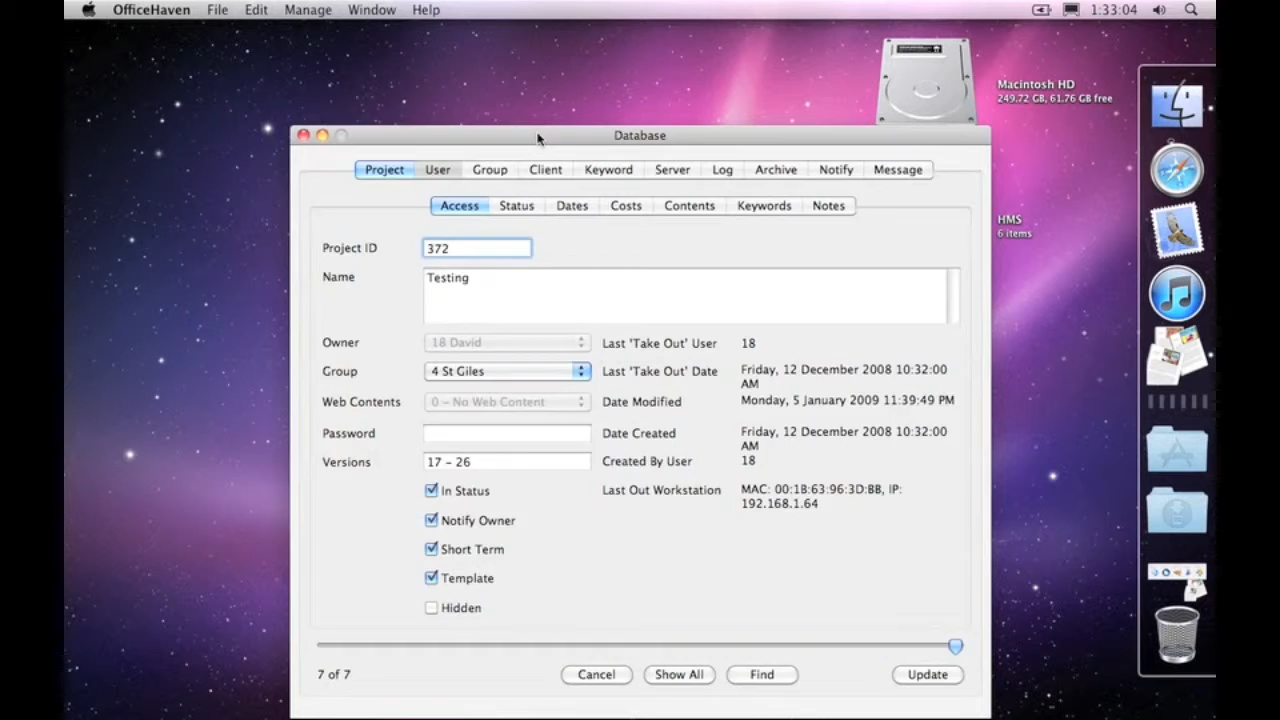 OfficeHaven File Edit Manage Window Help 1:33:04
Macintosh HD
249.72 GB, 61.76 GB free
Database
Project User Group Client Keyword Server Log Archive Notify Message
Access Status Dates Costs Contents Keywords Notes
HMS
6 items
Project ID 372
Name Testing
Owner 18 David Last 'Take Out' User 18
Group 4 St Giles Last 'Take Out' Date Friday, 12 December 2008 10:32:00
AM
Web Contents 0 – No Web Content Date Modified Monday, 5 January 2009 11:39:49 PM
Password Date Created Friday, 12 December 2008 10:32:00
AM
Versions 17 – 26 Created By User 18
In Status Last Out Workstation MAC: 00:1B:63:96:3D:BB, IP:
192.168.1.64
Notify Owner
Short Term
Template
Hidden
7 of 7 Cancel Show All Find Update